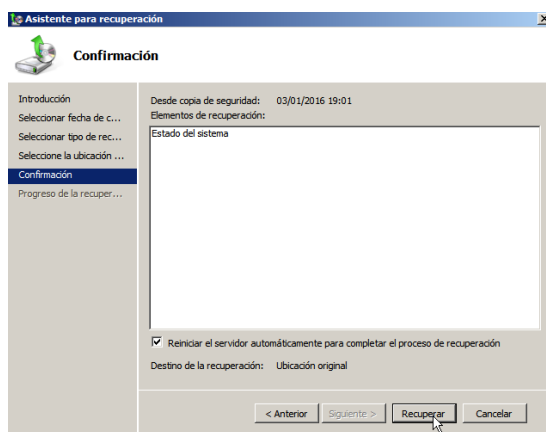 Asistente para recuperación
Confirmación
Introducción
Seleccionar fecha de c...
Seleccionar tipo de rec...
Seleccione la ubicación ...
Confirmación
Progreso de la recuper...
Desde copia de seguridad: 03/01/2016 19:01
Elementos de recuperación:
Estado del sistema
Reiniciar el servidor automáticamente para completar el proceso de recuperación
Destino de la recuperación: Ubicación original
< Anterior Siguiente > Recuperar Cancelar